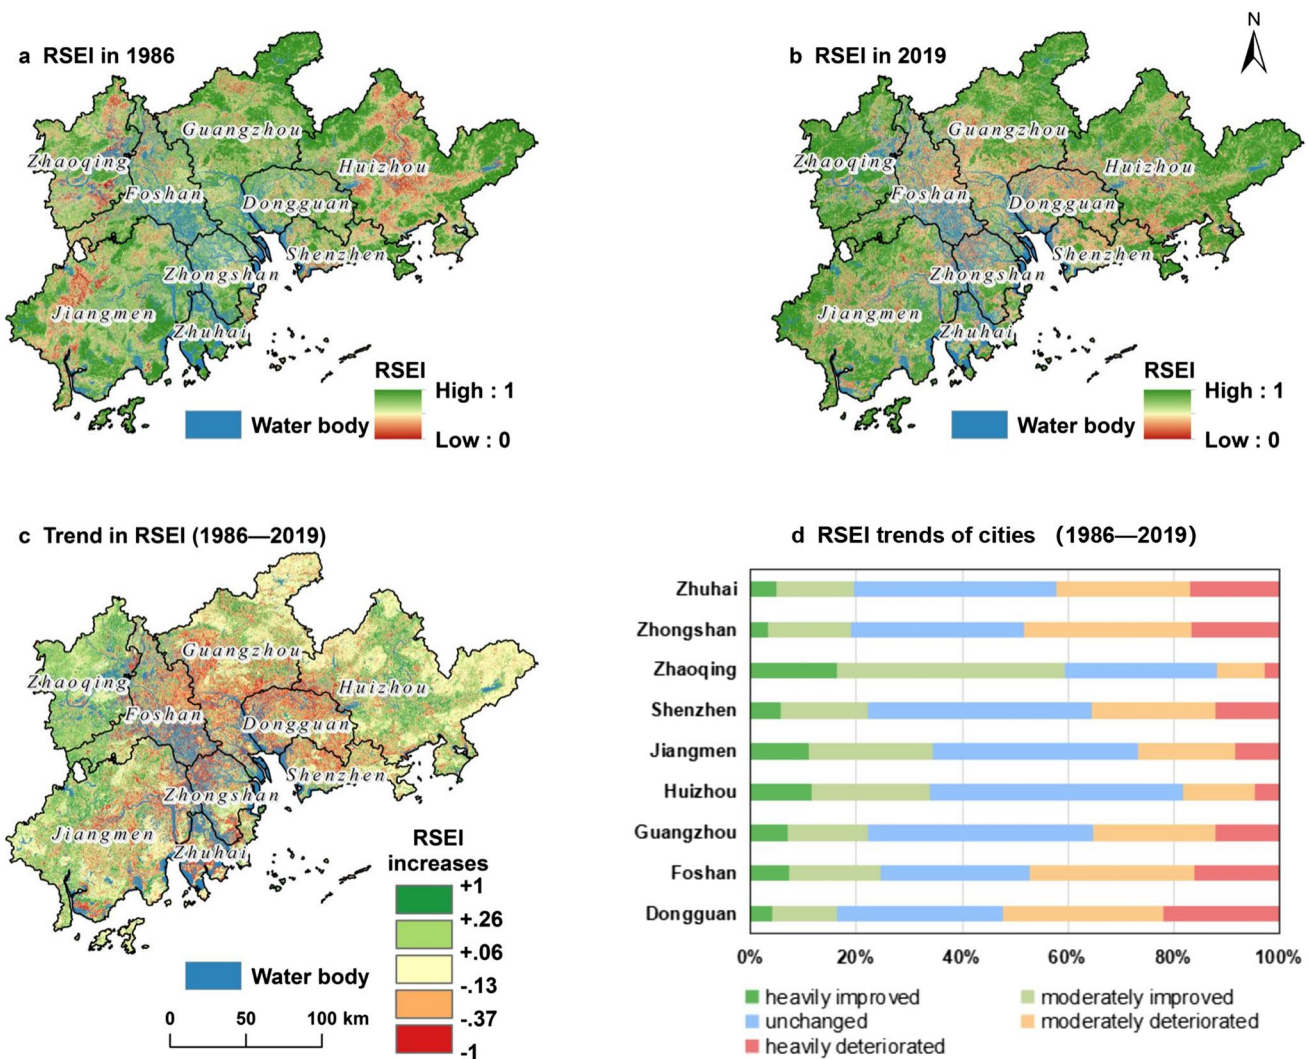 a RSEI in 1986
Guangzhou
Zhaoqing
Huizhou
Foshan
Dongguan
Shenzhen
Zhongshan
Jiangmen
Zhuhai
RSEI
High : 1
Low : 0
Water body
N
b RSEI in 2019
Guangzhou
Zhaoqing
Huizhou
Foshan
Dongguan
Shenzhen
Zhongshan
Jiangmen
Zhuhai
RSEI
High : 1
Low : 0
Water body
c Trend in RSEI (1986—2019)
Guangzhou
Zhaoqing
Huizhou
Foshan
Dongguan
Shenzhen
Zhongshan
Jiangmen
Zhuhai
RSEI
increases
+1
+.26
+.06
-.13
-.37
-1
Water body
0 50 100 km
d RSEI trends of cities (1986—2019)
Zhuhai
Zhongshan
Zhaoqing
Shenzhen
Jiangmen
Huizhou
Guangzhou
Foshan
Dongguan
0% 20% 40% 60% 80% 100%
heavily improved
moderately improved
unchanged
moderately deteriorated
heavily deteriorated